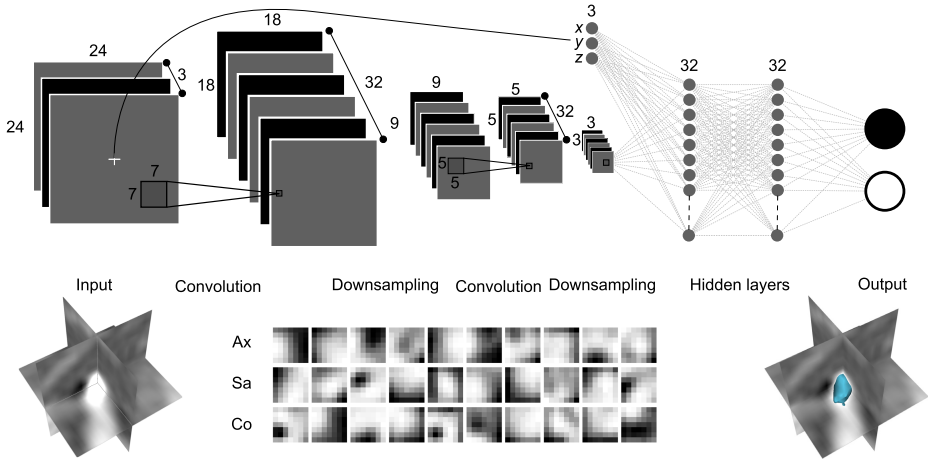 3
x
y
z
24
3
24
7
7
18
18
32
9
9
5
5
5
5
32
3
3
32
32
Input
Convolution
Downsampling
Convolution
Downsampling
Hidden layers
Output
Ax
Sa
Co